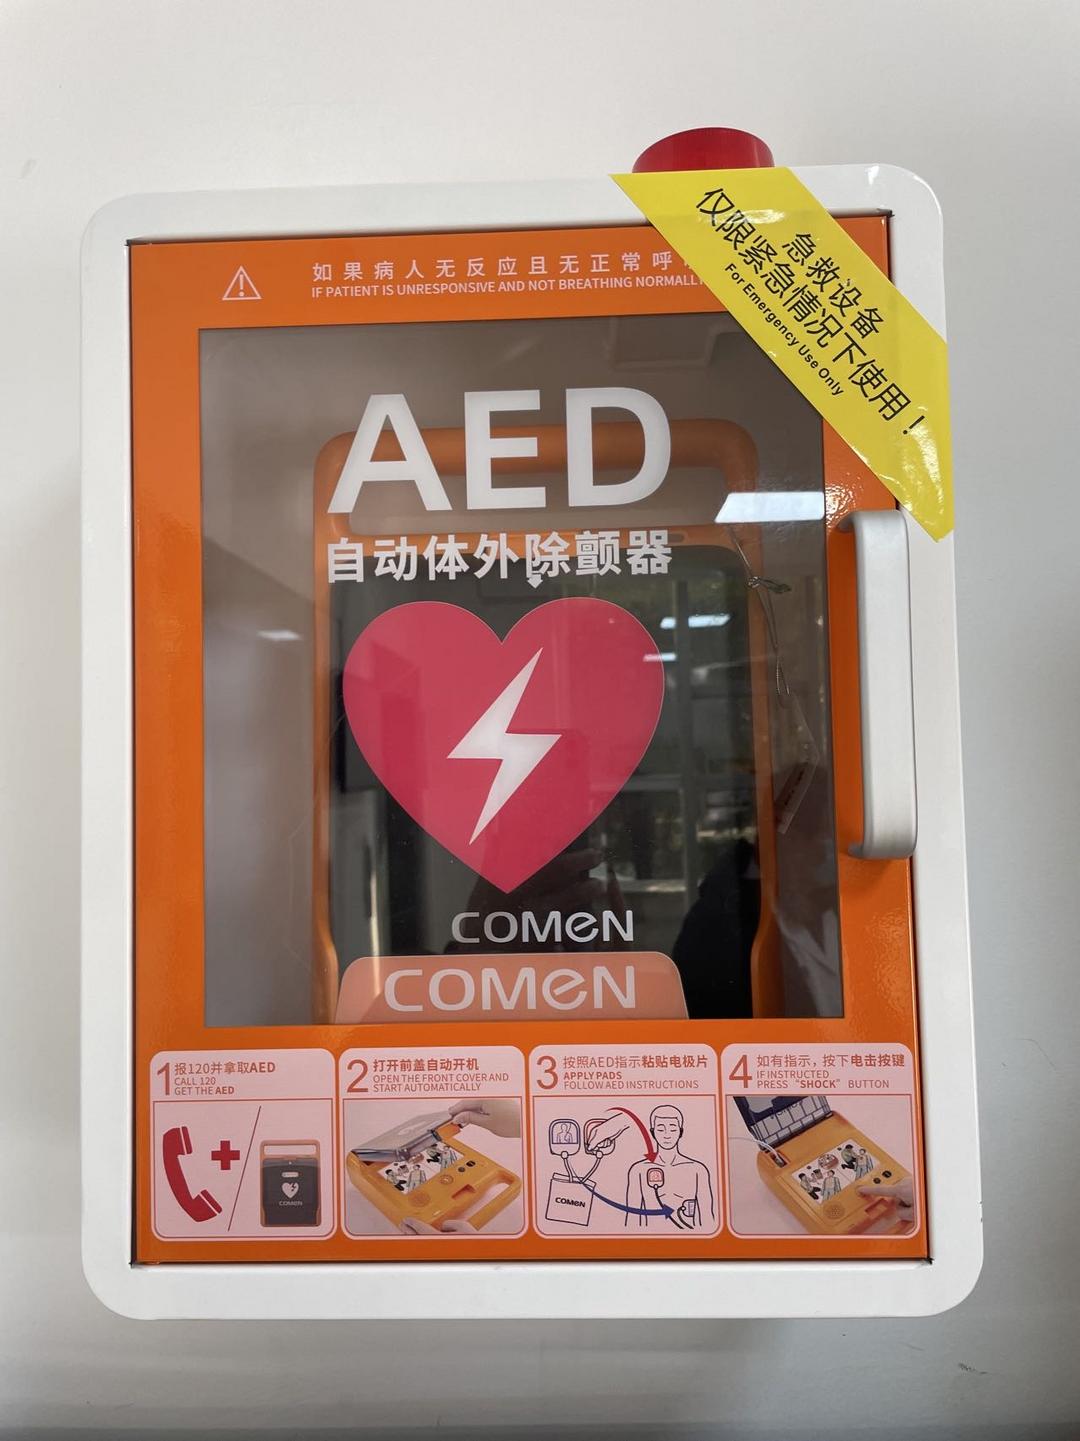 如果病人无反应且无正常呼
IF PATIENT IS UNRESPONSIVE AND NOT BREATHING NORMALLY
急救设备
仅限紧急情况下使用！
For Emergency Use Only
AED
自动体外除颤器
COMEN
COMEN
1 报120并拿取AED
CALL 120
GET THE AED
COMEN
2 打开前盖自动开机
OPEN THE FRONT COVER AND
START AUTOMATICALLY
3 按照AED指示粘贴电极片
APPLY PADS
FOLLOW AED INSTRUCTIONS
COMEN
4 如有指示，按下电击按键
IF INSTRUCTED
PRESS “SHOCK” BUTTON